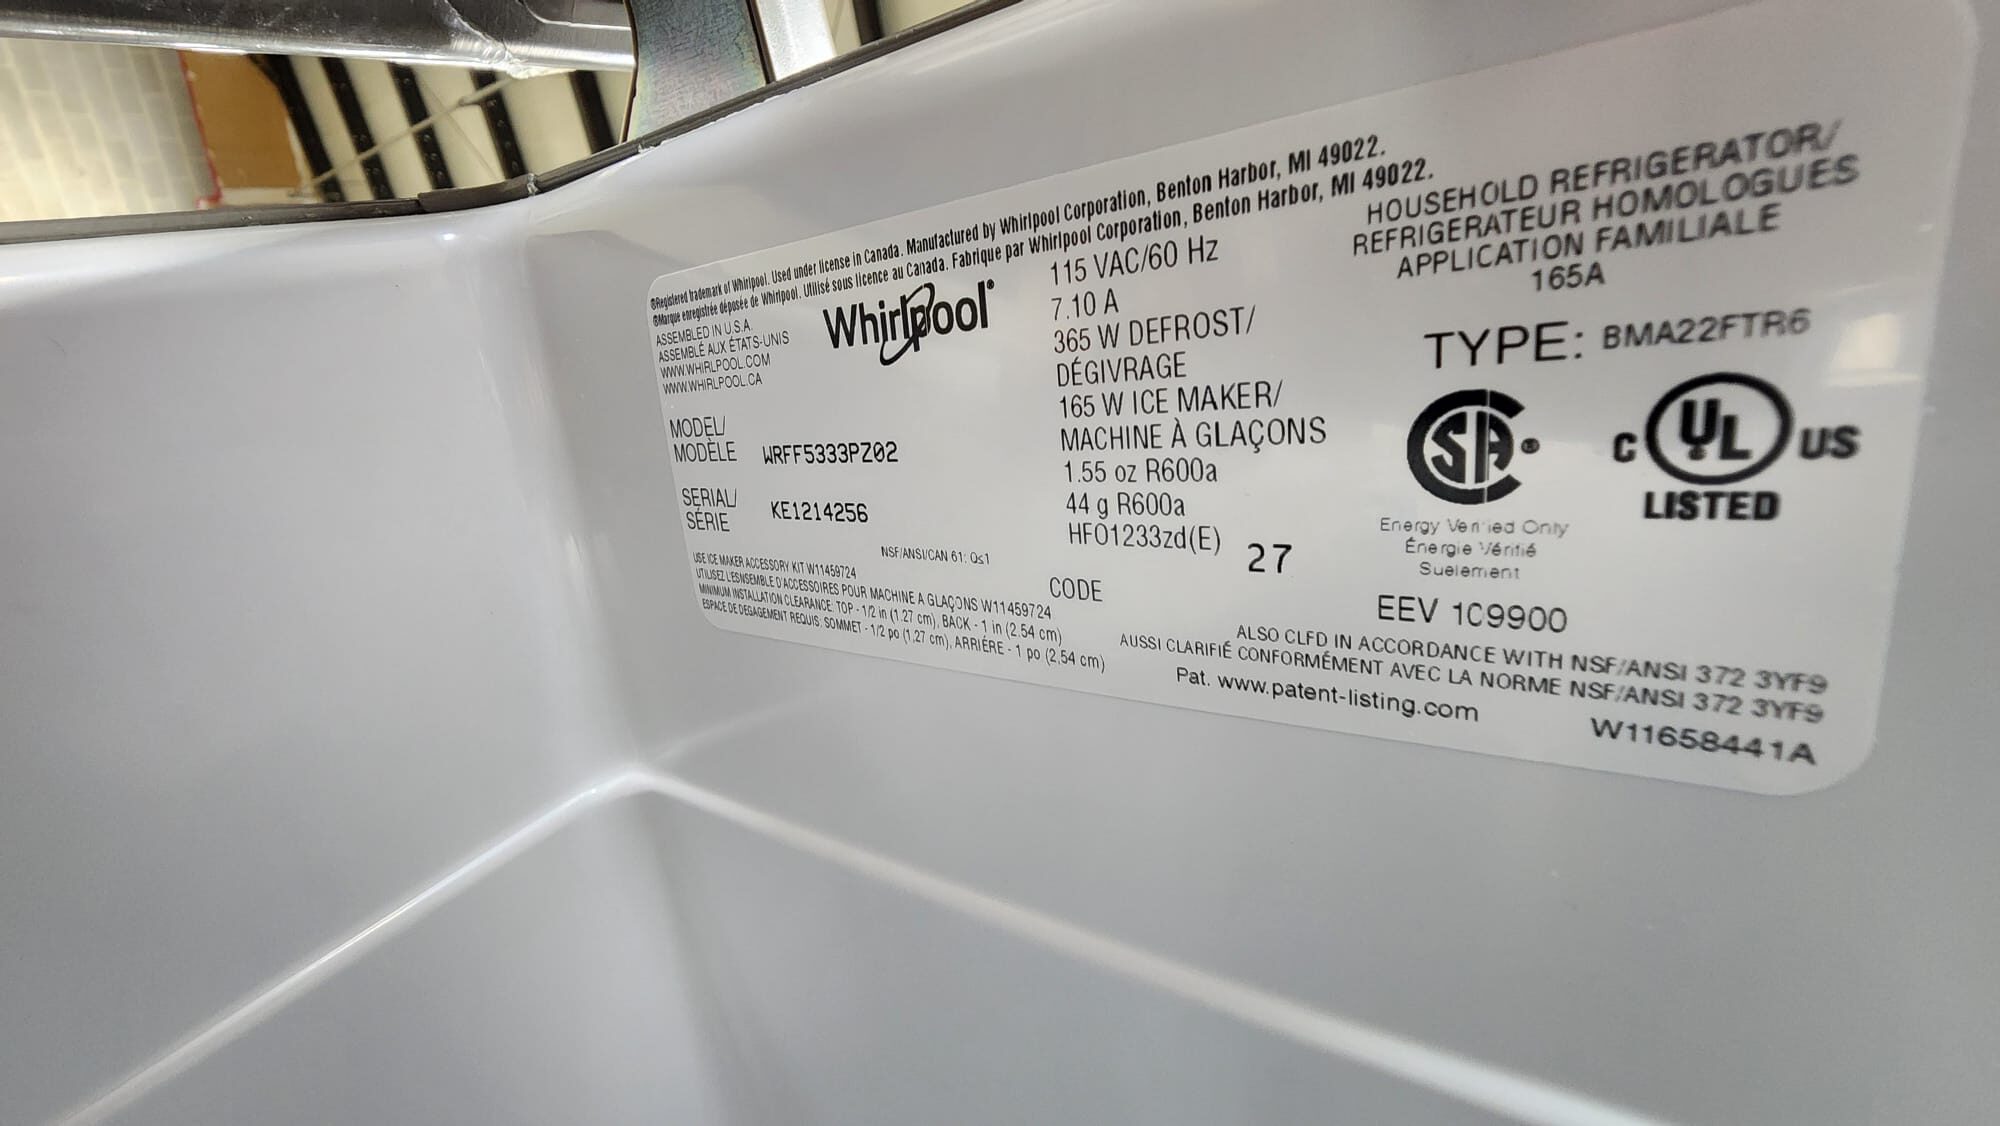 ®Registered trademark of Whirlpool. Used under license in Canada. Manufactured by Whirlpool Corporation, Benton Harbor, MI 49022.
®Marque enregistrée déposée de Whirlpool. Utilisé sous licence au Canada. Fabrique par Whirlpool Corporation, Benton Harbor, MI 49022.
ASSEMBLED IN U.S.A.
ASSEMBLÉ AUX ÉTATS-UNIS
WWW.WHIRLPOOL.COM
WWW.WHIRLPOOL.CA
Whirlpool®
MODEL/
MODÈLE WRFF5333PZ02
SERIAL/
SÉRIE KE1214256
NSF/ANSI/CAN 61: Q≤1
USE ICE MAKER ACCESSORY KIT W11459724
UTILISEZ L'ESNSEMBLE D'ACCESSOIRES POUR MACHINE A GLAÇONS W11459724
MINIMUM INSTALLATION CLEARANCE: TOP - 1/2 in (1.27 cm), BACK - 1 in (2.54 cm)
ESPACE DE DEGAGEMENT REQUIS: SOMMET - 1/2 po (1,27 cm), ARRIÉRE - 1 po (2,54 cm)
115 VAC/60 Hz
7.10 A
365 W DEFROST/
DÉGIVRAGE
165 W ICE MAKER/
MACHINE À GLAÇONS
1.55 oz R600a
44 g R600a
HFO1233zd(E)
CODE 27
HOUSEHOLD REFRIGERATOR/
REFRIGERATEUR HOMOLOGUES
APPLICATION FAMILIALE
165A
TYPE: BMA22FTR6
SA®
C UL US
LISTED
Energy Verified Only
Énergie Vérifié
Suelement
EEV 1C9900
ALSO CLFD IN ACCORDANCE WITH NSF/ANSI 372 3YF9
AUSSI CLARIFIÉ CONFORMÉMENT AVEC LA NORME NSF/ANSI 372 3YF9
Pat. www.patent-listing.com
W11658441A